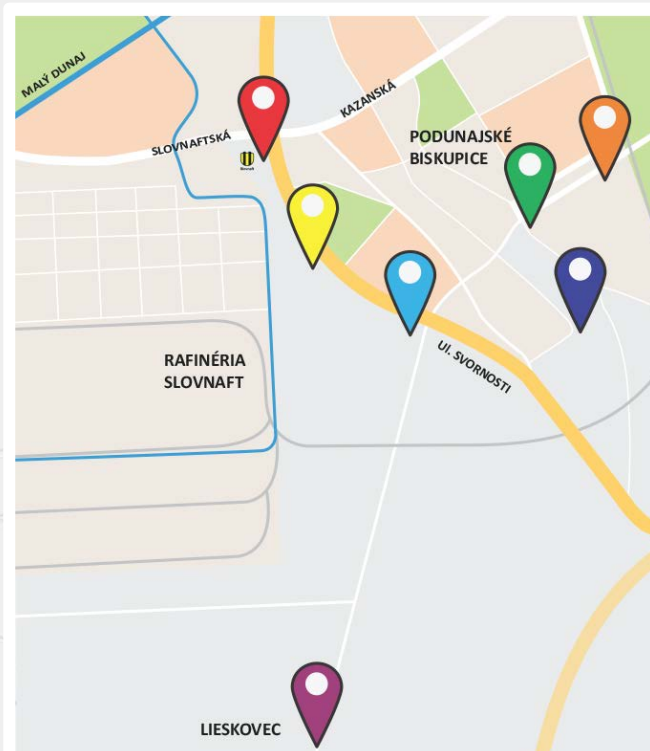 MALÝ DUNAJ
SLOVNAFTSKÁ
KAZANSKÁ
PODUNAJSKÉ
BISKUPICE
RAFINÉRIA
SLOVNAFT
Ul. SVORNOSTI
LIESKOVEC